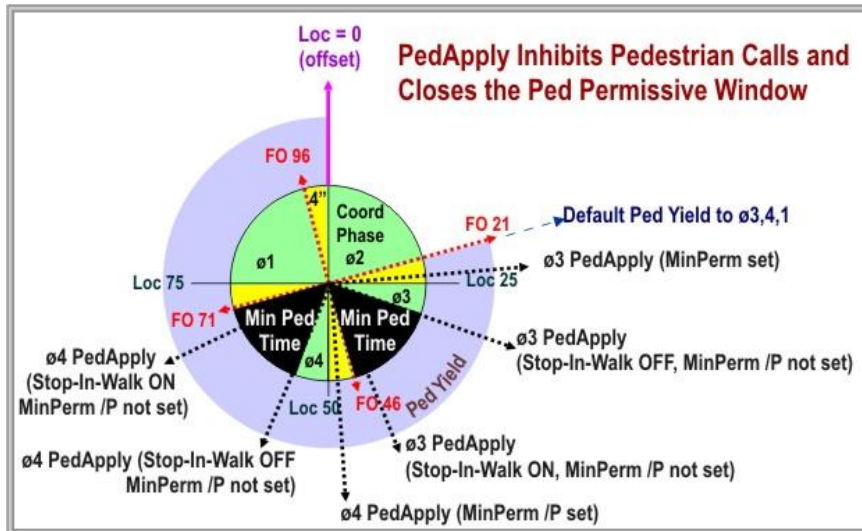 Loc = 0
(offset)
PedApply Inhibits Pedestrian Calls and
Closes the Ped Permissive Window
FO 96
4”
Coord
Phase
ø2
FO 21
Default Ped Yield to ø3,4,1
ø1
ø3 PedApply (MinPerm set)
Loc 75
Loc 25
ø3
FO 71
Min Ped
Time
Min Ped
Time
ø3 PedApply
(Stop-In-Walk OFF, MinPerm /P not set)
ø4 PedApply
(Stop-In-Walk ON
MinPerm /P not set)
ø4
Loc 50
FO 46
Ped Yield
ø3 PedApply
(Stop-In-Walk ON, MinPerm /P not set)
ø4 PedApply (Stop-In-Walk OFF
MinPerm /P not set)
ø4 PedApply (MinPerm /P set)